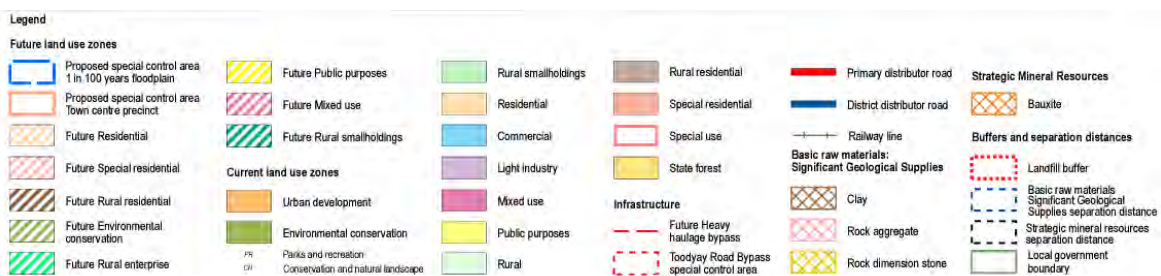 Legend
Future land use zones
Proposed special control area
1 in 100 years floodplain
Proposed special control area
Town centre precinct
Future Residential
Future Special residential
Future Rural residential
Future Environmental
conservation
Future Rural enterprise
Future Public purposes
Future Mixed use
Future Rural smallholdings
Current land use zones
Urban development
Environmental conservation
PR Parks and recreation
CN Conservation and natural landscape
Rural smallholdings
Residential
Commercial
Light industry
Mixed use
Public purposes
Rural
Rural residential
Special residential
Special use
State forest
Infrastructure
Future Heavy
haulage bypass
Toodyay Road Bypass
special control area
Primary distributor road
District distributor road
Railway line
Basic raw materials:
Significant Geological Supplies
Clay
Rock aggregate
Rock dimension stone
Strategic Mineral Resources
Bauxite
Buffers and separation distances
Landfill buffer
Basic raw materials
Significant Geological
Supplies separation distance
Strategic mineral resources
separation distance
Local government
boundary